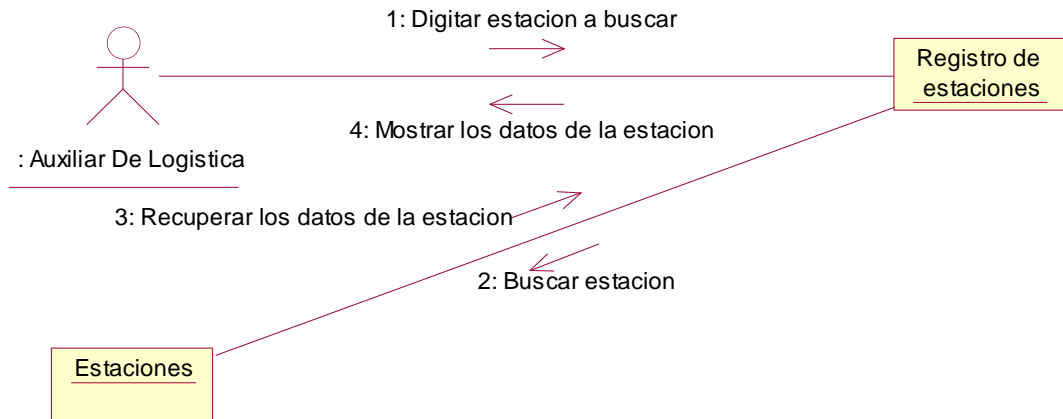 1: Digitar estacion a buscar
Registro de
estaciones
4: Mostrar los datos de la estacion
: Auxiliar De Logistica
3: Recuperar los datos de la estacion
2: Buscar estacion
Estaciones